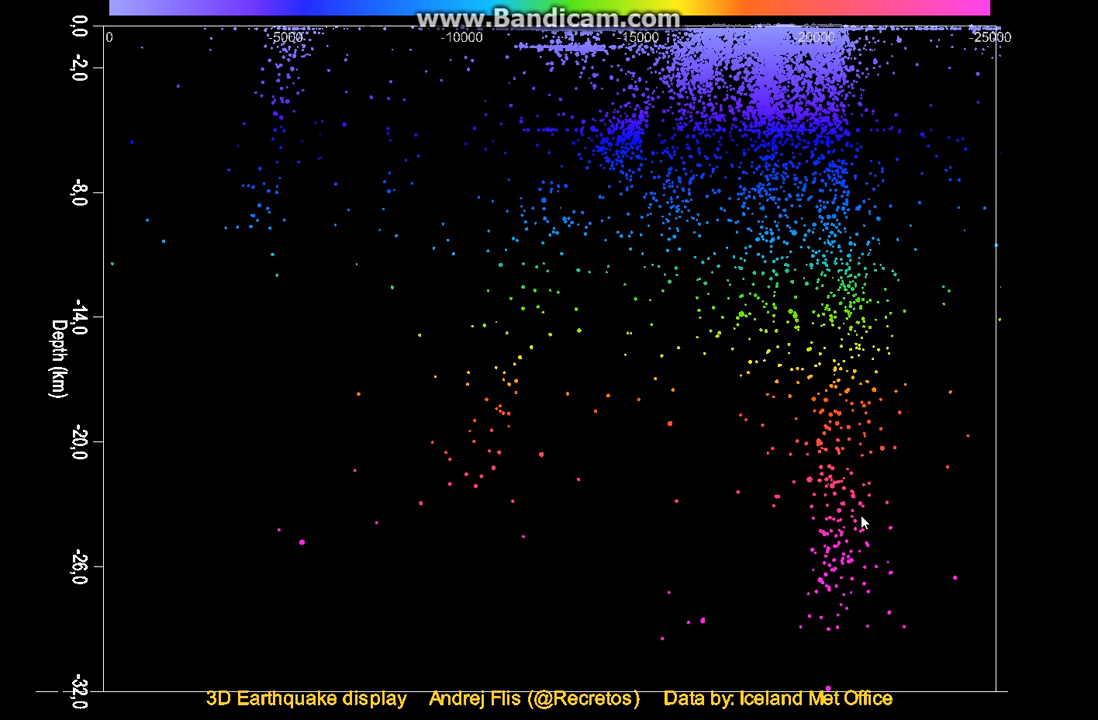 www.Bandicam.com
0 -5000 -10000 -15000 -20000 -25000
0,0
-2,0
-8,0
-14,0
-20,0
-26,0
-32,0
Depth (km)
3D Earthquake display Andrej Flis (@Recretos) Data by: Iceland Met Office